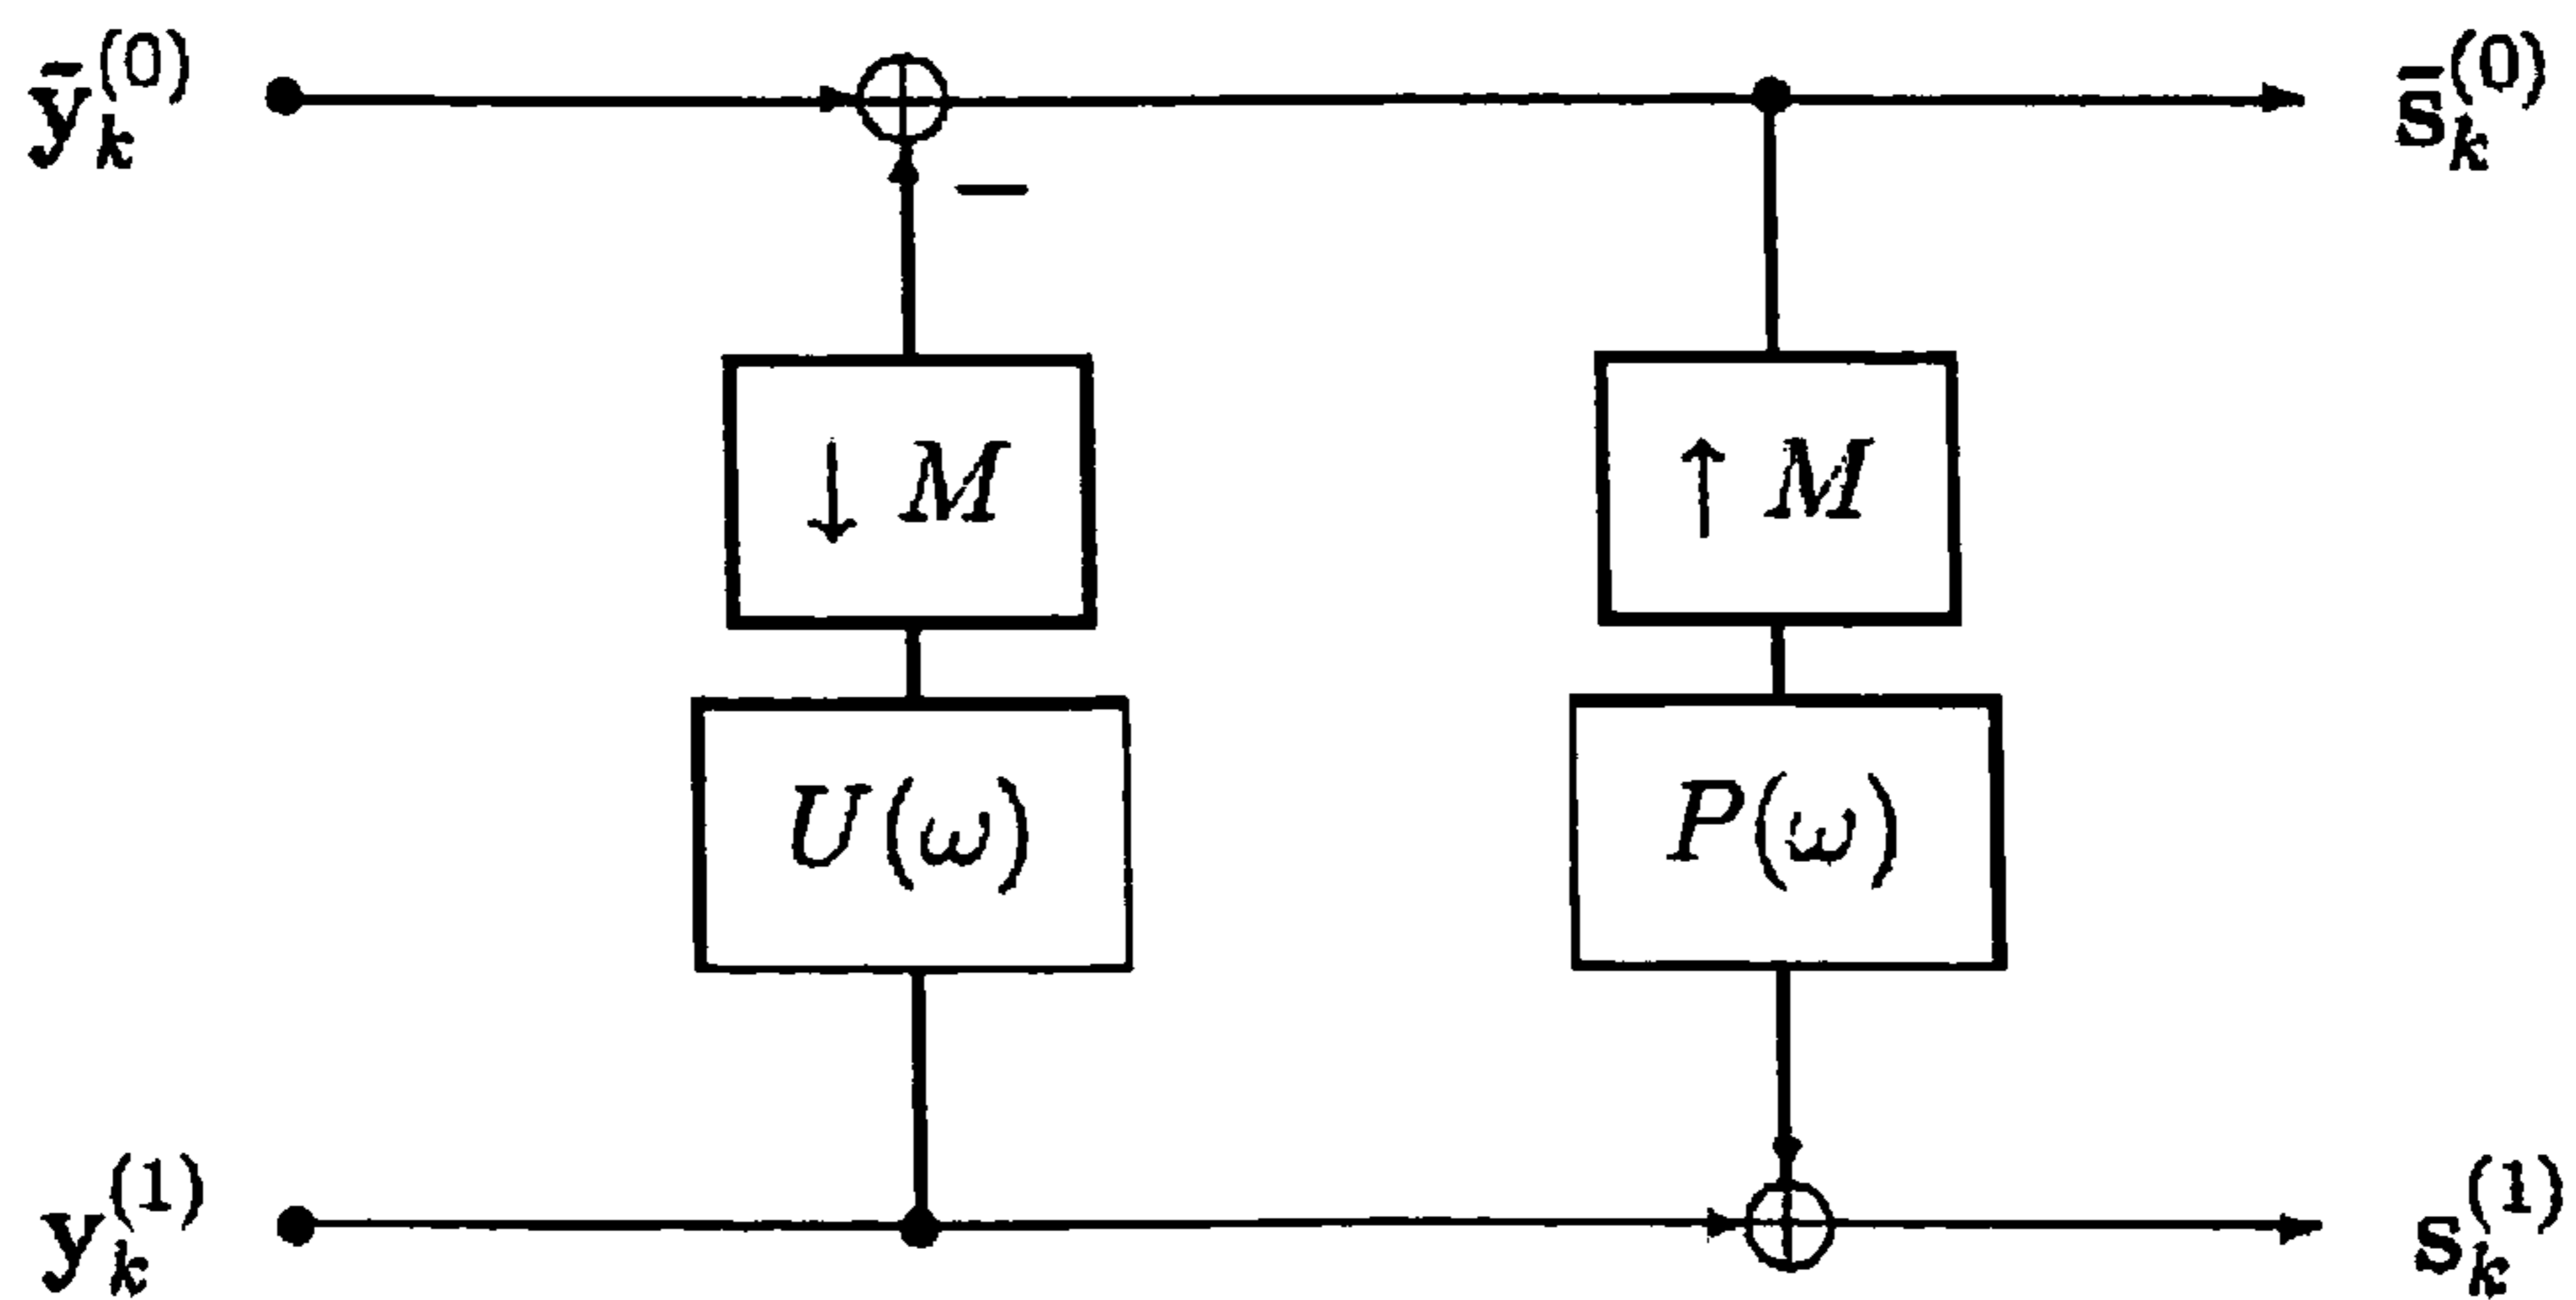 ȳ_k^(0) s̿_k^(0)
−
↓ M ↑ M
U(ω) P(ω)
y_k^(1) s_k^(1)